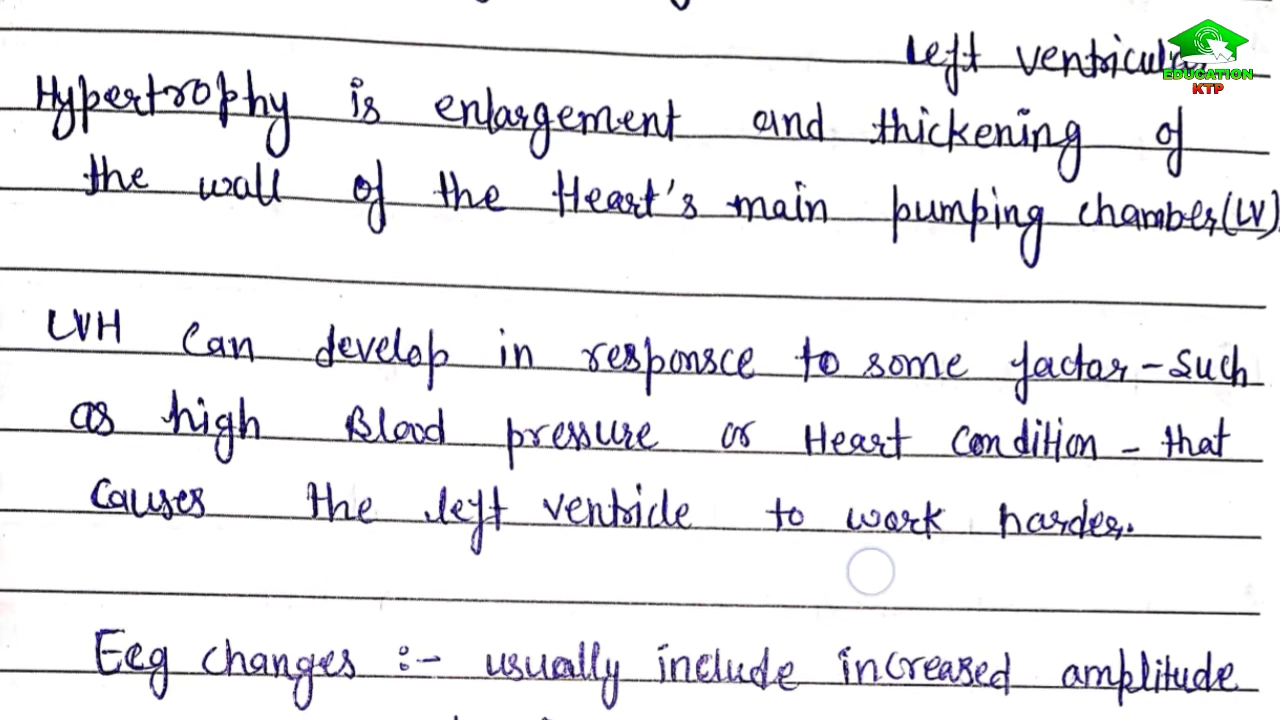 left ventricular
EDUCATION
KTP
Hypertrophy is enlargement and thickening of
the wall of the Heart's main pumping chamber (LV).
LVH can develop in responsce to some factor - such
as high Blood pressure or Heart condition - that
causes the left ventricle to work harder.
Ecg changes :- usually include increased amplitude